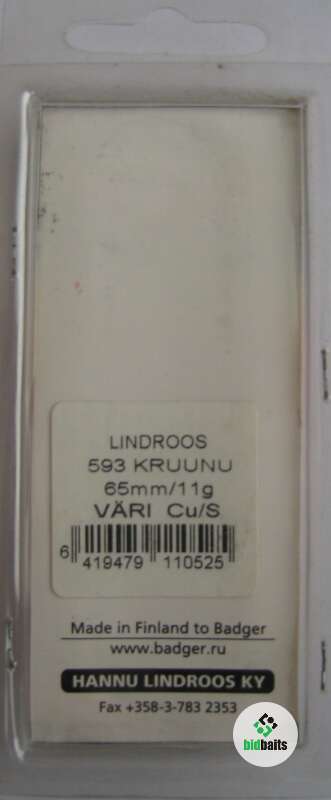 LINDROOS
593 KRUUNU
65mm/11g
VÄRI Cu/S
6 419479 110525
Made in Finland to Badger
www.badger.ru
HANNU LINDROOS KY
Fax +358-3-783 2353
bidbaits